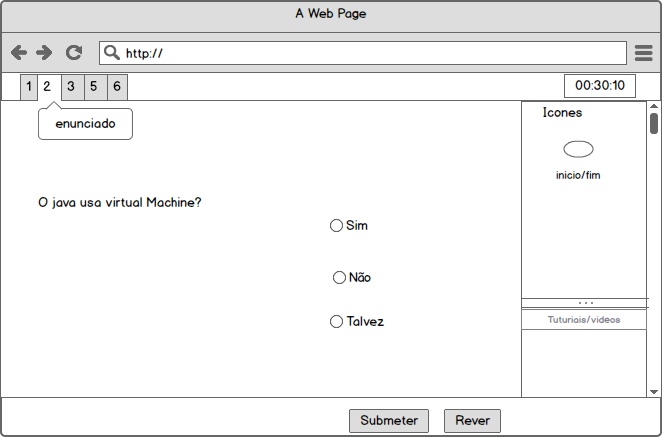 A Web Page
http://
1 2 3 5 6
00:30:10
enunciado
Icones
inicio/fim
O java usa virtual Machine?
Sim
Não
Talvez
Tuturiais/videos
Submeter Rever